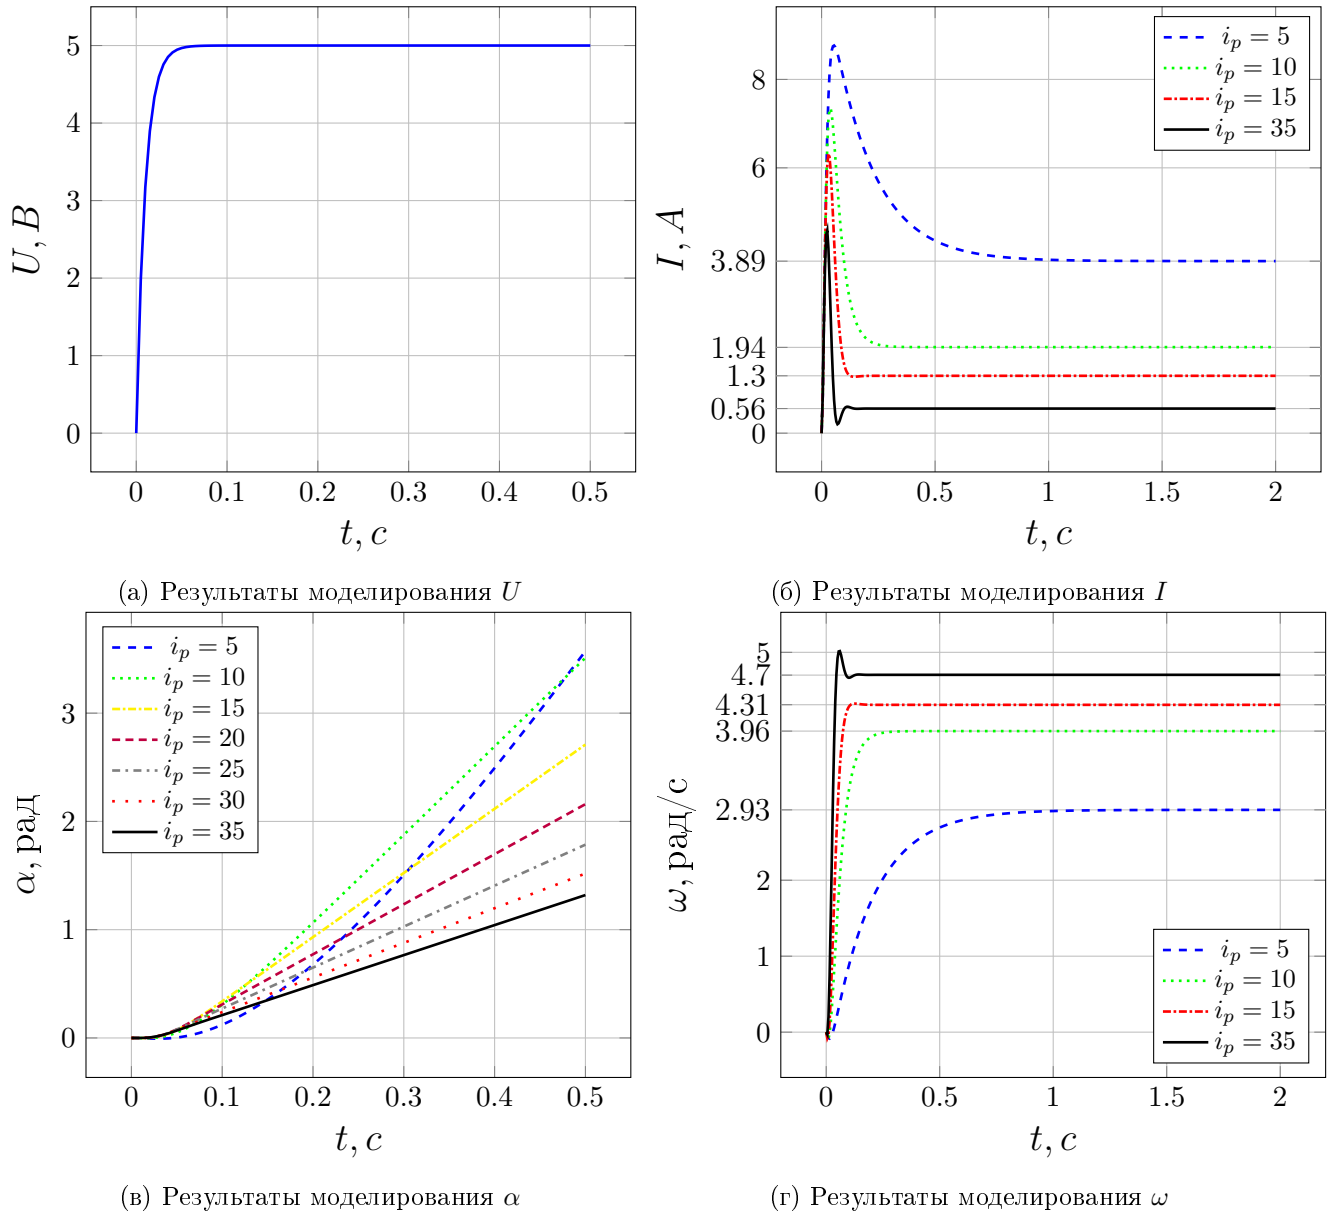 5
4
3
2
1
0
U, B
0
0.1
0.2
0.3
0.4
0.5
t, c
(а) Результаты моделирования U
8
6
3.89
1.94
1.3
0.56
0
I, A
0
0.5
1
1.5
2
t, c
i_p = 5
i_p = 10
i_p = 15
i_p = 35
(б) Результаты моделирования I
3
2
1
0
α, рад
0
0.1
0.2
0.3
0.4
0.5
t, c
i_p = 5
i_p = 10
i_p = 15
i_p = 20
i_p = 25
i_p = 30
i_p = 35
(в) Результаты моделирования α
5
4.7
4.31
3.96
2.93
2
1
0
ω, рад/с
0
0.5
1
1.5
2
t, c
i_p = 5
i_p = 10
i_p = 15
i_p = 35
(г) Результаты моделирования ω